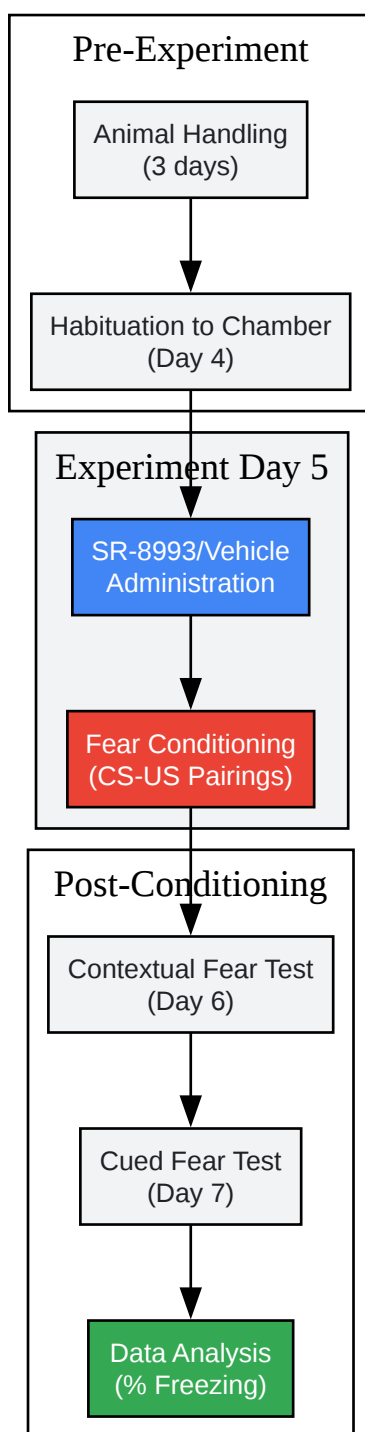 Pre-Experiment
Animal Handling
(3 days)
Habituation to Chamber
(Day 4)
Experiment Day 5
SR-8993/Vehicle
Administration
Fear Conditioning
(CS-US Pairings)
Post-Conditioning
Contextual Fear Test
(Day 6)
Cued Fear Test
(Day 7)
Data Analysis
(% Freezing)